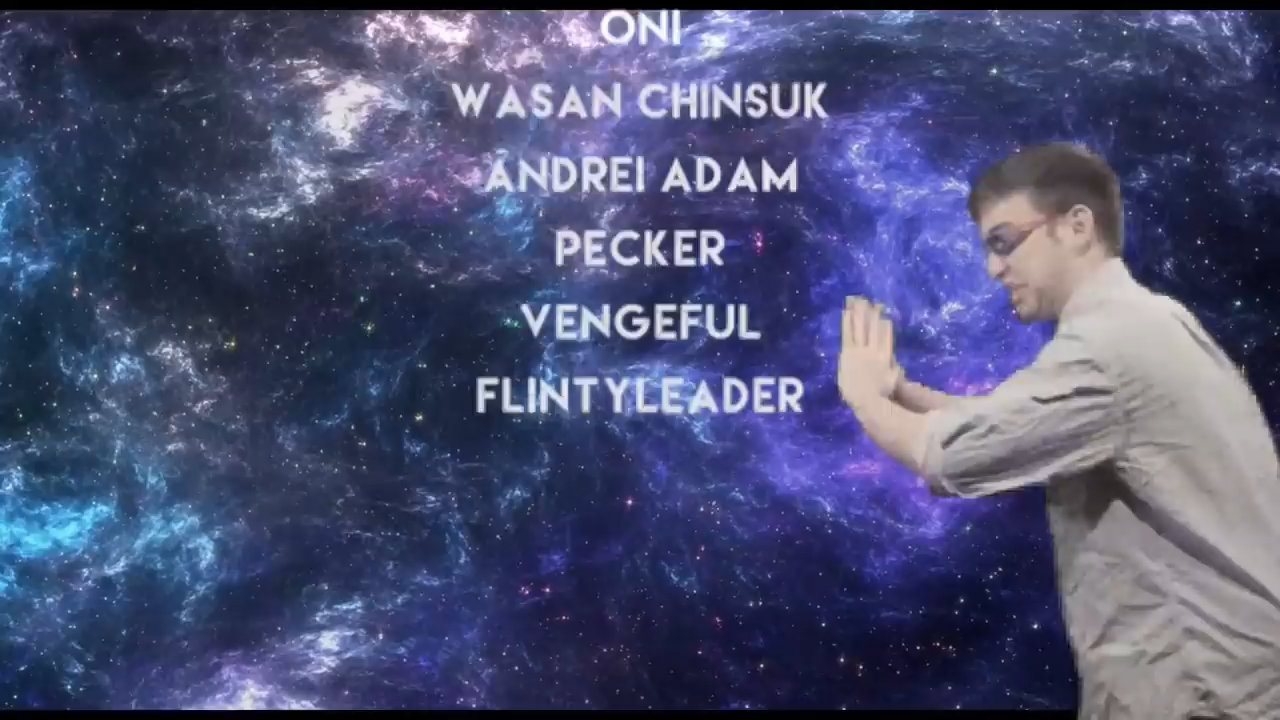 ONI
WASAN CHINSUK
ANDREI ADAM
PECKER
VENGEFUL
FLINTYLEADER